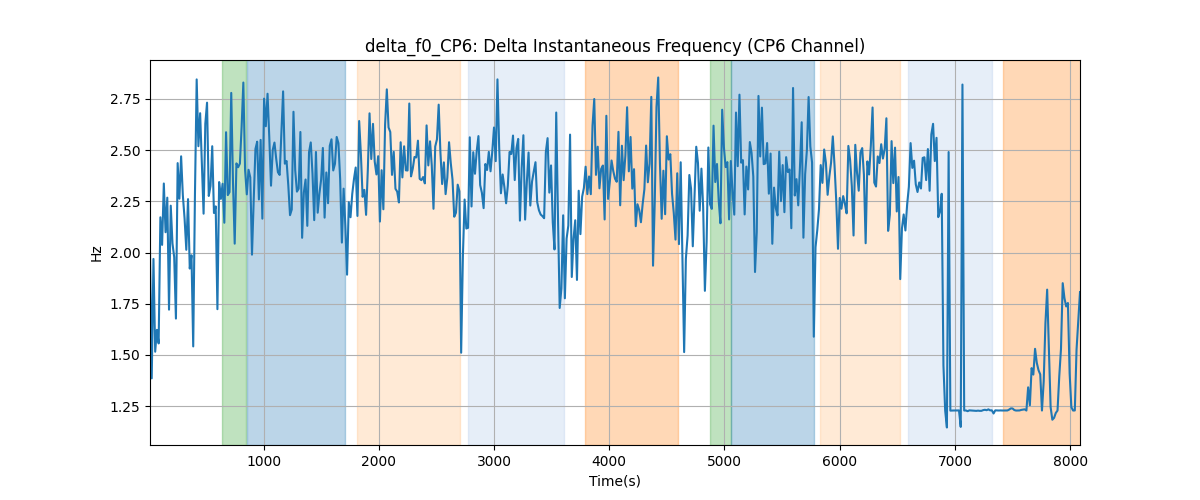 delta_f0_CP6: Delta Instantaneous Frequency (CP6 Channel)
2.75
2.50
2.25
2.00
1.75
1.50
1.25
Hz
1000 2000 3000 4000 5000 6000 7000 8000
Time(s)